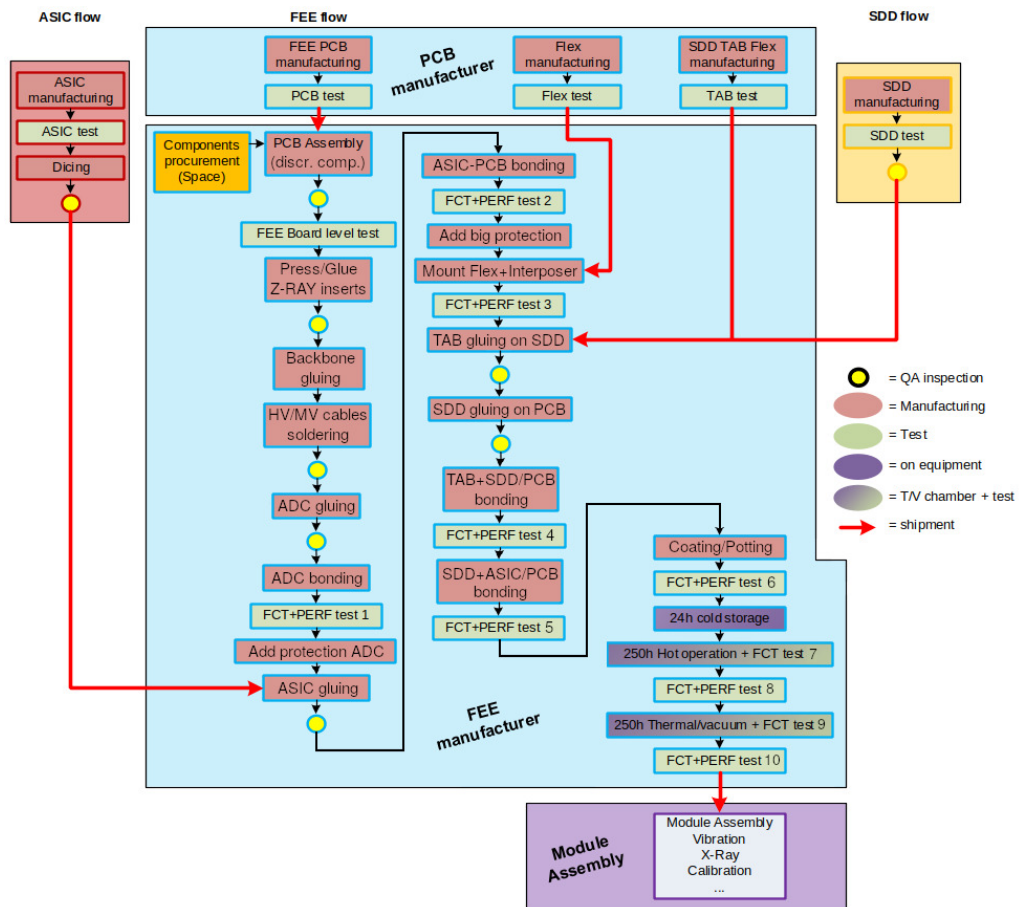 ASIC flow
FEE flow
SDD flow
ASIC
manufacturing
ASIC test
Dicing
FEE PCB
manufacturing
PCB test
PCB
manufacturer
Flex
manufacturing
Flex test
SDD TAB Flex
manufacturing
TAB test
SDD
manufacturing
SDD test
Components
procurement
(Space)
PCB Assembly
(discr. comp.)
FEE Board level test
Press/Glue
Z-RAY inserts
Backbone
gluing
HV/MV cables
soldering
ADC gluing
ADC bonding
FCT+PERF test 1
Add protection ADC
ASIC gluing
ASIC-PCB bonding
FCT+PERF test 2
Add big protection
Mount Flex+Interposer
FCT+PERF test 3
TAB gluing on SDD
SDD gluing on PCB
TAB+SDD/PCB
bonding
FCT+PERF test 4
SDD+ASIC/PCB
bonding
FCT+PERF test 5
Coating/Potting
FCT+PERF test 6
24h cold storage
250h Hot operation + FCT test 7
FCT+PERF test 8
250h Thermal/vacuum + FCT test 9
FCT+PERF test 10
FEE
manufacturer
= QA inspection
= Manufacturing
= Test
= on equipment
= T/V chamber + test
= shipment
Module
Assembly
Module Assembly
Vibration
X-Ray
Calibration
...